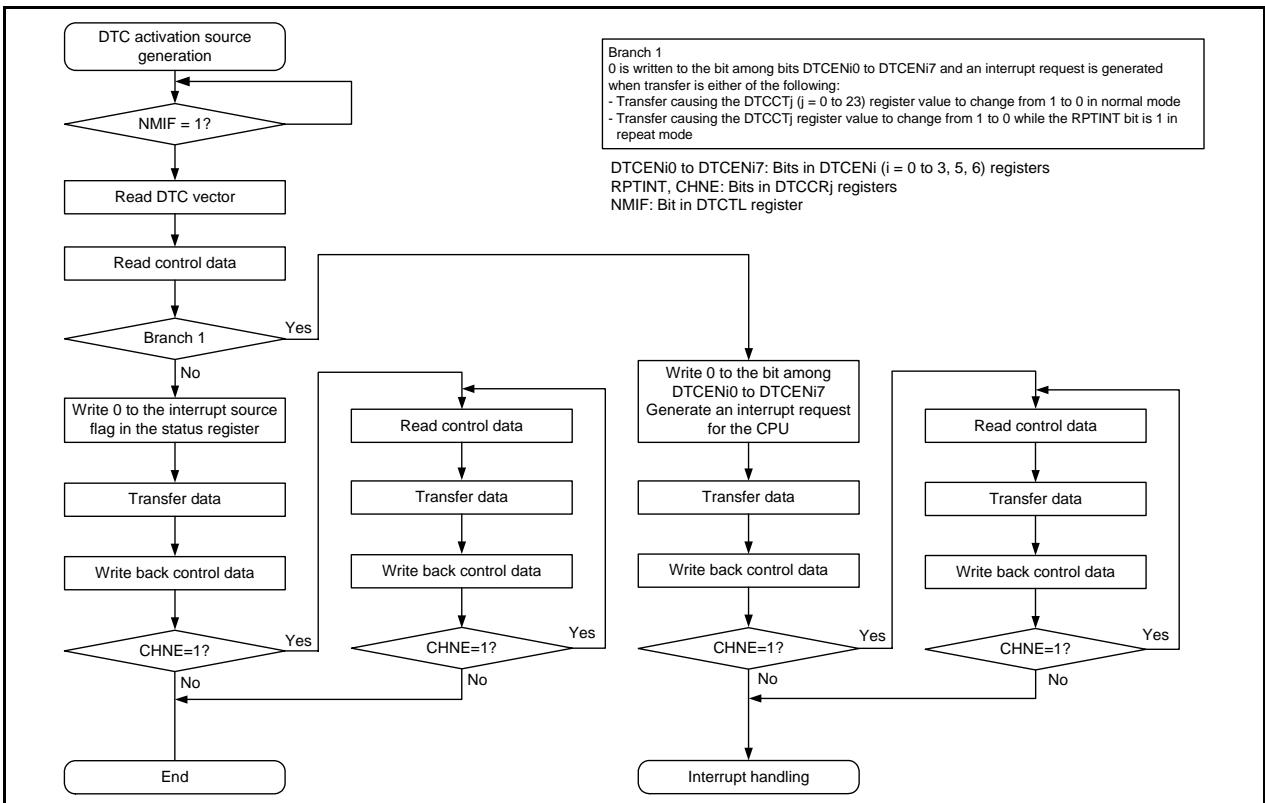 DTC activation source
generation
NMIF = 1?
Read DTC vector
Read control data
Branch 1
Yes
No
Write 0 to the interrupt source
flag in the status register
Transfer data
Write back control data
CHNE=1?
Yes
No
End
Read control data
Transfer data
Write back control data
CHNE=1?
Yes
No
Branch 1
0 is written to the bit among bits DTCENi0 to DTCENi7 and an interrupt request is generated
when transfer is either of the following:
- Transfer causing the DTCCTj (j = 0 to 23) register value to change from 1 to 0 in normal mode
- Transfer causing the DTCCTj register value to change from 1 to 0 while the RPTINT bit is 1 in
repeat mode
DTCENi0 to DTCENi7: Bits in DTCENi (i = 0 to 3, 5, 6) registers
RPTINT, CHNE: Bits in DTCCRj registers
NMIF: Bit in DTCTL register
Write 0 to the bit among
DTCENi0 to DTCENi7
Generate an interrupt request
for the CPU
Transfer data
Write back control data
CHNE=1?
Yes
No
Interrupt handling
Read control data
Transfer data
Write back control data
CHNE=1?
Yes
No